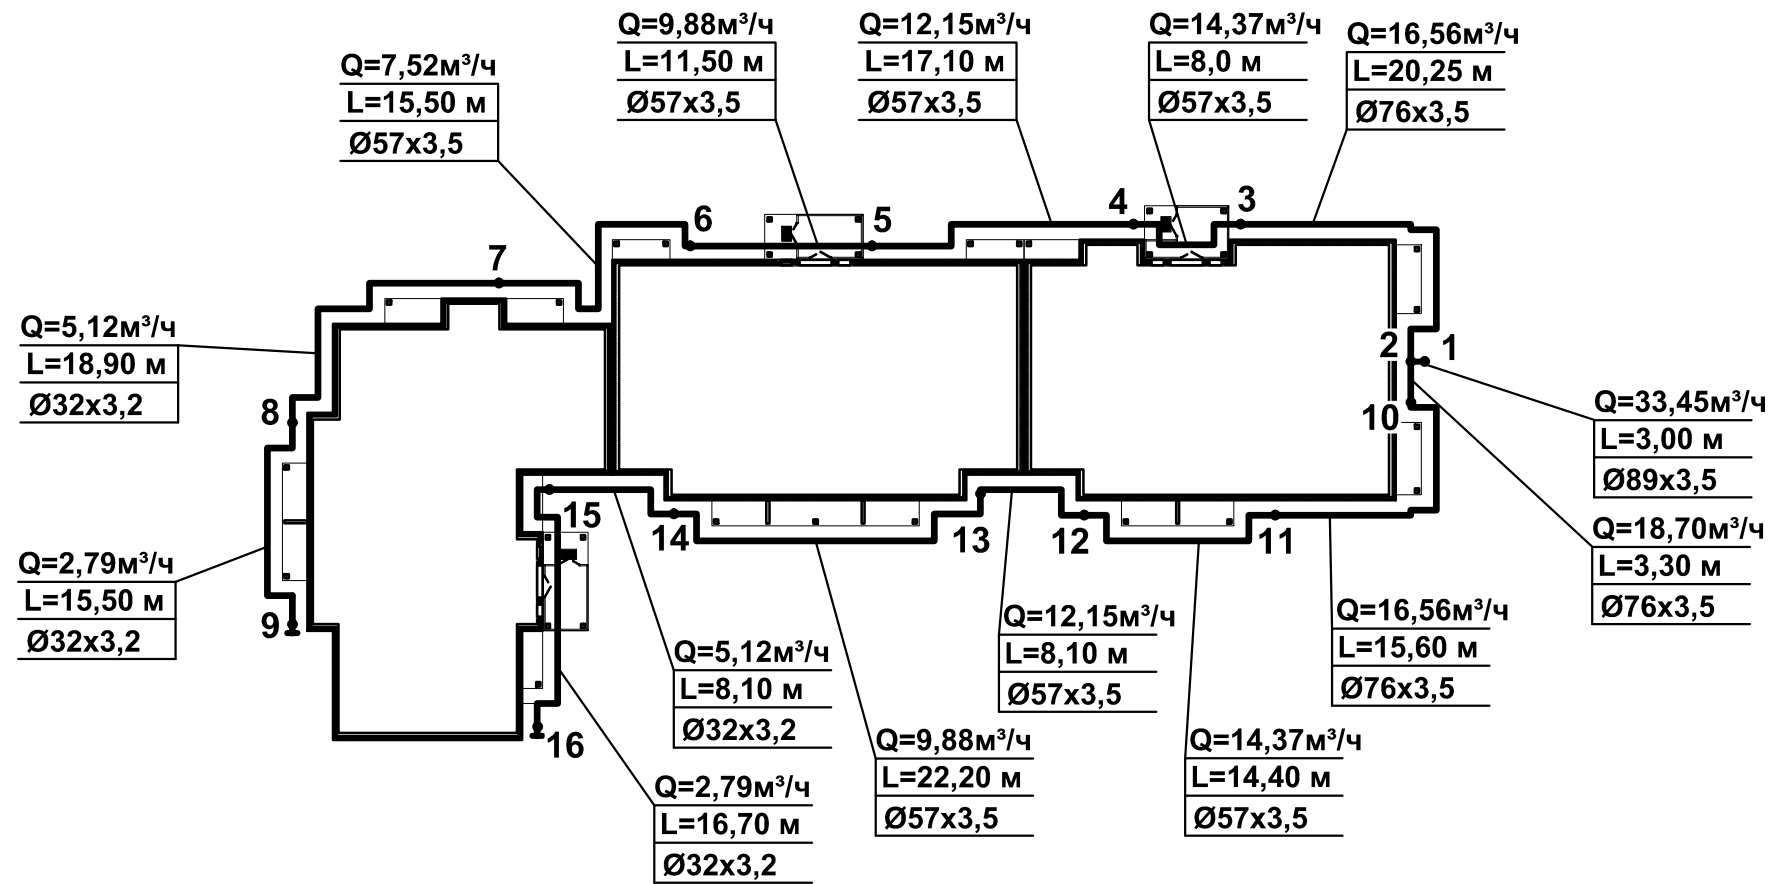 Q=9,88м³/ч
L=11,50 м
Ø57x3,5
Q=12,15м³/ч
L=17,10 м
Ø57x3,5
Q=14,37м³/ч
L=8,0 м
Ø57x3,5
Q=16,56м³/ч
L=20,25 м
Ø76x3,5
Q=7,52м³/ч
L=15,50 м
Ø57x3,5
6
5
4
3
7
Q=5,12м³/ч
L=18,90 м
Ø32x3,2
2
1
8
10
Q=33,45м³/ч
L=3,00 м
Ø89x3,5
15
14
13
12
11
Q=18,70м³/ч
L=3,30 м
Ø76x3,5
Q=2,79м³/ч
L=15,50 м
Ø32x3,2
9
16
Q=5,12м³/ч
L=8,10 м
Ø32x3,2
Q=12,15м³/ч
L=8,10 м
Ø57x3,5
Q=16,56м³/ч
L=15,60 м
Ø76x3,5
Q=2,79м³/ч
L=16,70 м
Ø32x3,2
Q=9,88м³/ч
L=22,20 м
Ø57x3,5
Q=14,37м³/ч
L=14,40 м
Ø57x3,5